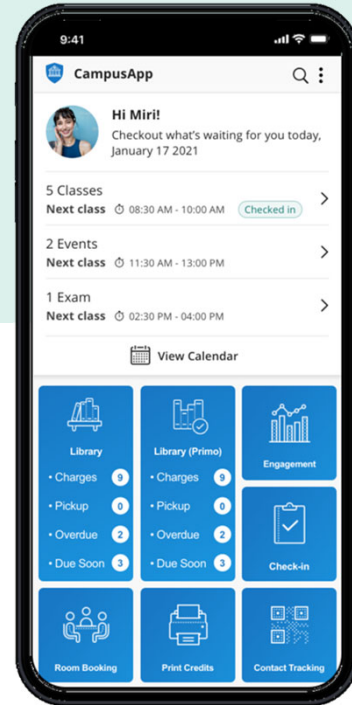 9:41
CampusApp
Hi Miri!
Checkout what's waiting for you today,
January 17 2021
5 Classes
Next class 08:30 AM - 10:00 AM Checked in
2 Events
Next class 11:30 AM - 13:00 PM
1 Exam
Next class 02:30 PM - 04:00 PM
View Calendar
Library
• Charges 9
• Pickup 0
• Overdue 2
• Due Soon 3
Library (Primo)
• Charges 9
• Pickup 0
• Overdue 2
• Due Soon 3
Engagement
Check-in
Room Booking
Print Credits
Contact Tracking